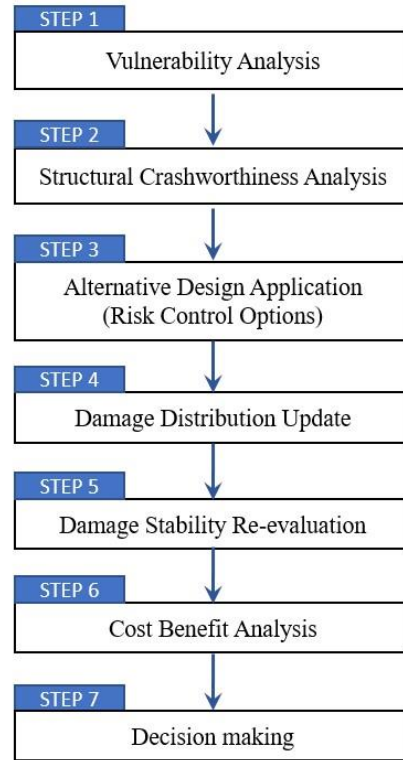 STEP 1
Vulnerability Analysis
STEP 2
Structural Crashworthiness Analysis
STEP 3
Alternative Design Application
(Risk Control Options)
STEP 4
Damage Distribution Update
STEP 5
Damage Stability Re-evaluation
STEP 6
Cost Benefit Analysis
STEP 7
Decision making